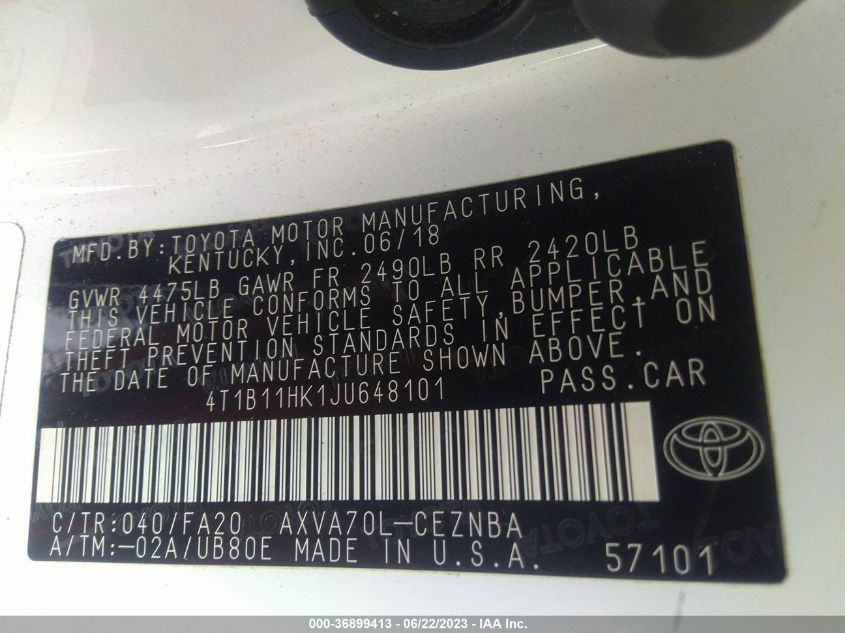 MFD.BY:TOYOTA MOTOR MANUFACTURING,
KENTUCKY,INC.06/18
GVWR 4475LB GAWR FR 2490LB RR 2420LB
THIS VEHICLE CONFORMS TO ALL APPLICABLE
FEDERAL MOTOR VEHICLE SAFETY,BUMPER,AND
THEFT PREVENTION STANDARDS IN EFFECT ON
THE DATE OF MANUFACTURE SHOWN ABOVE.
4T1B11HK1JU648101 PASS.CAR
C/TR:040/FA20 AXVA70L-CEZNBA
A/TM:-02A/UB80E MADE IN U.S.A. 57101
000-36899413 - 06/22/2023 - IAA Inc.